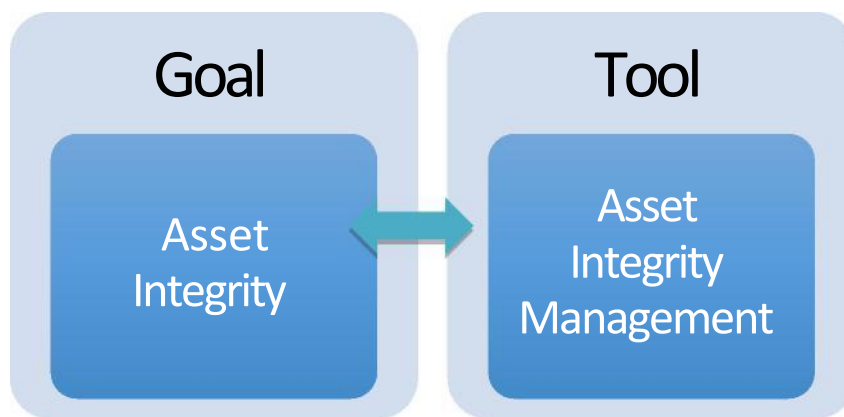 Goal
Asset
Integrity
Tool
Asset
Integrity
Management